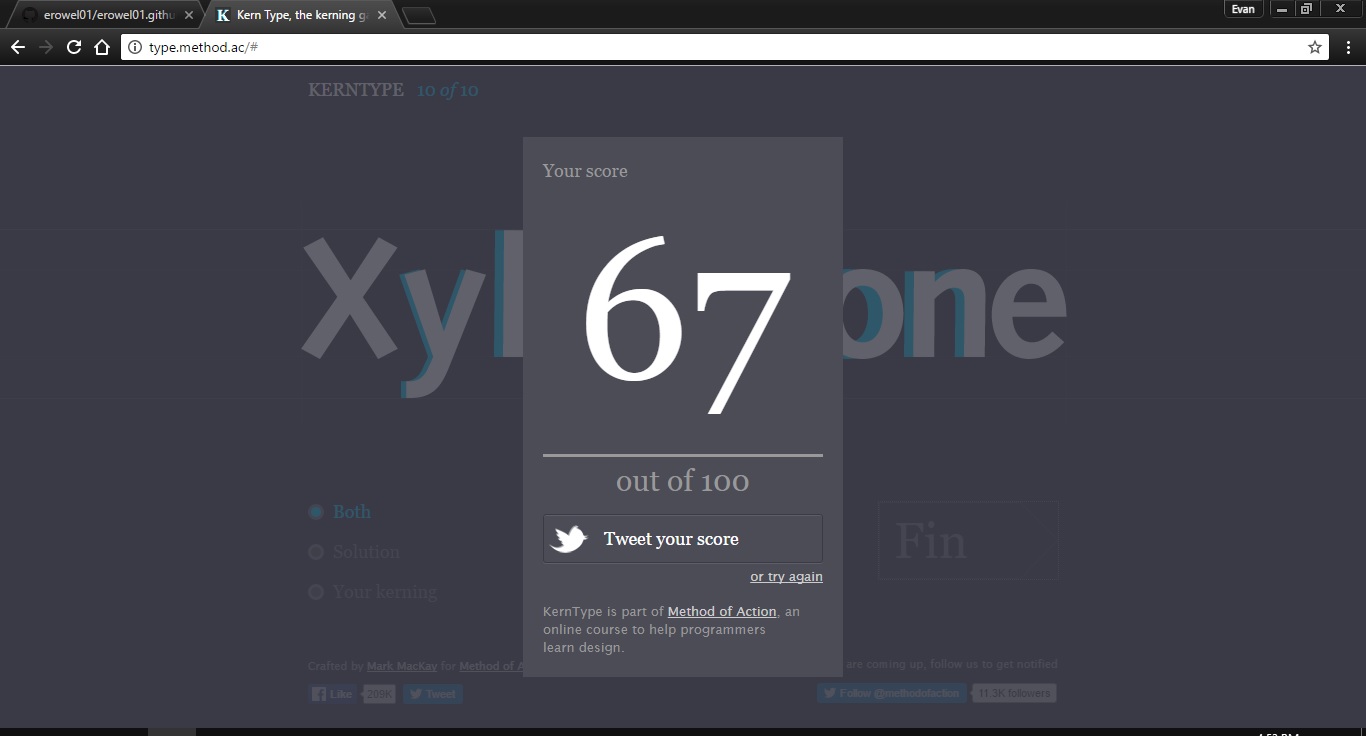 erowel01/erowel01.githu
Kern Type, the kerning g
Evan
type.method.ac/#
KERNTYPE 10 of 10
Your score
67
out of 100
Tweet your score
or try again
KernType is part of Method of Action, an
online course to help programmers
learn design.
Xyl
one
Both
Solution
Your kerning
Fin
Crafted by Mark MacKay for Method of A
are coming up, follow us to get notified
Like 209K Tweet
Follow @methodofaction 11.3K followers